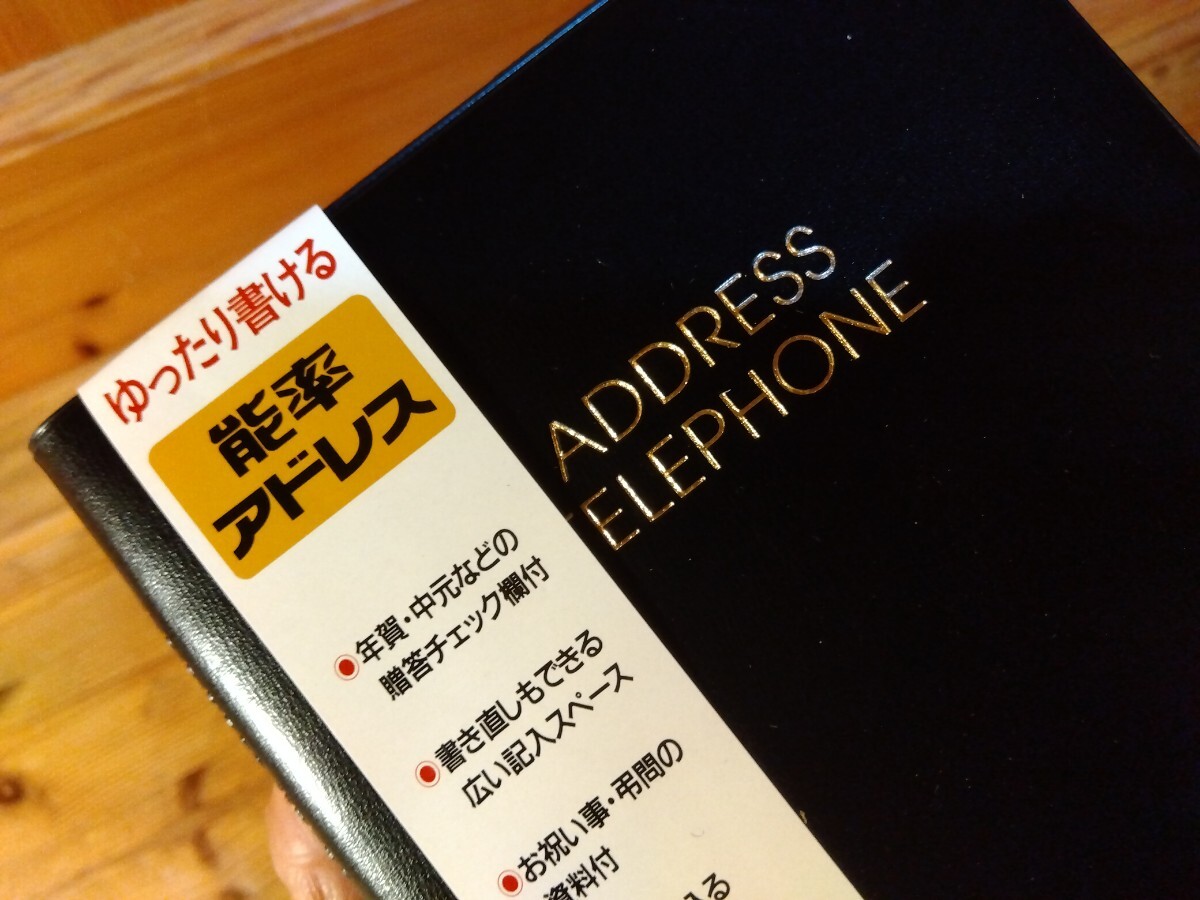 ゆったり書ける
能率
アドレス
●年賀・中元などの
贈答チェック欄付
●書き直しもできる
広い記入スペース
●お祝い事・弔問の
資料付
入る
ADDRESS
TELEPHONE